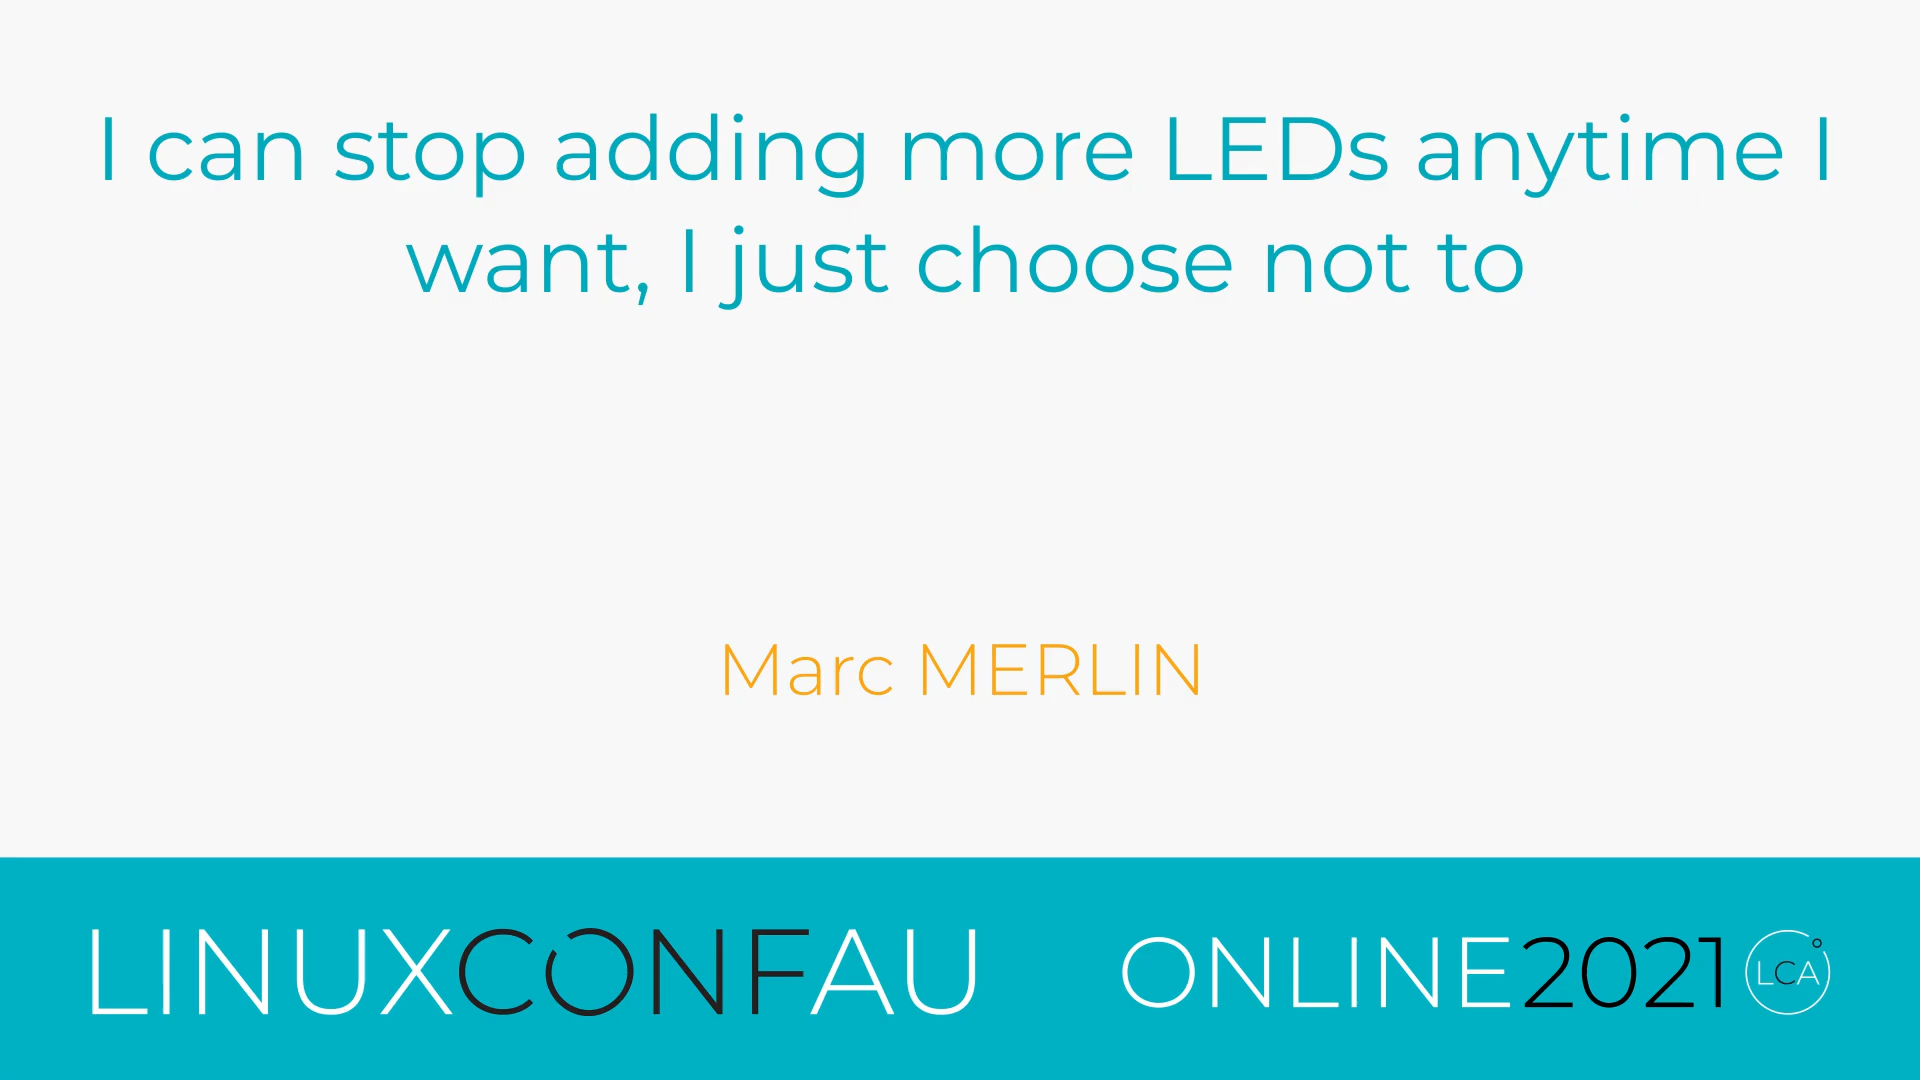 I can stop adding more LEDs anytime I
want, I just choose not to
Marc MERLIN
LINUXCONFAU ONLINE2021 LCA